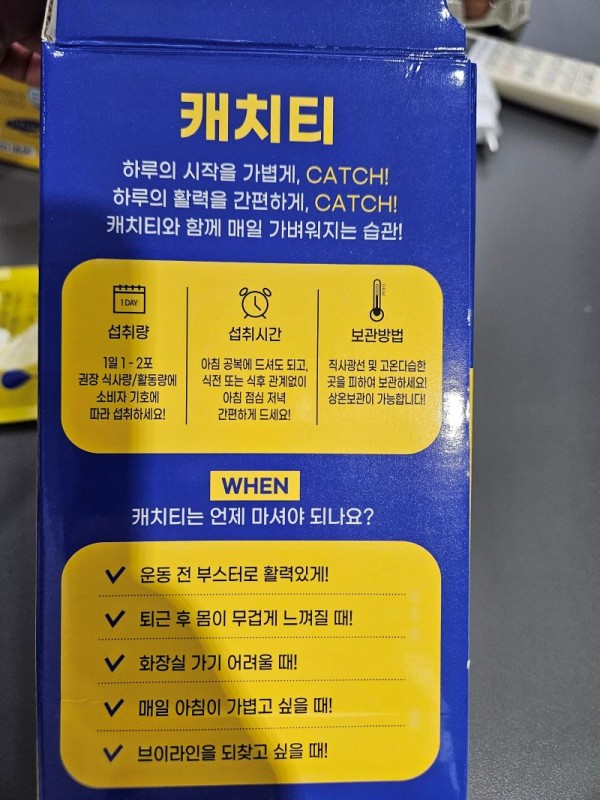 캐치티
하루의 시작을 가볍게, CATCH!
하루의 활력을 간편하게, CATCH!
캐치티와 함께 매일 가벼워지는 습관!
1DAY
섭취량
1일 1 - 2포
권장 식사량/활동량에
소비자 기호에
따라 섭취하세요!
섭취시간
아침 공복에 드셔도 되고,
식전 또는 식후 관계없이
아침 점심 저녁
간편하게 드세요!
보관방법
직사광선 및 고온다습한
곳을 피하여 보관하세요!
상온보관이 가능합니다!
WHEN
캐치티는 언제 마셔야 되나요?
운동 전 부스터로 활력있게!
퇴근 후 몸이 무겁게 느껴질 때!
화장실 가기 어려울 때!
매일 아침이 가볍고 싶을 때!
브이라인을 되찾고 싶을 때!